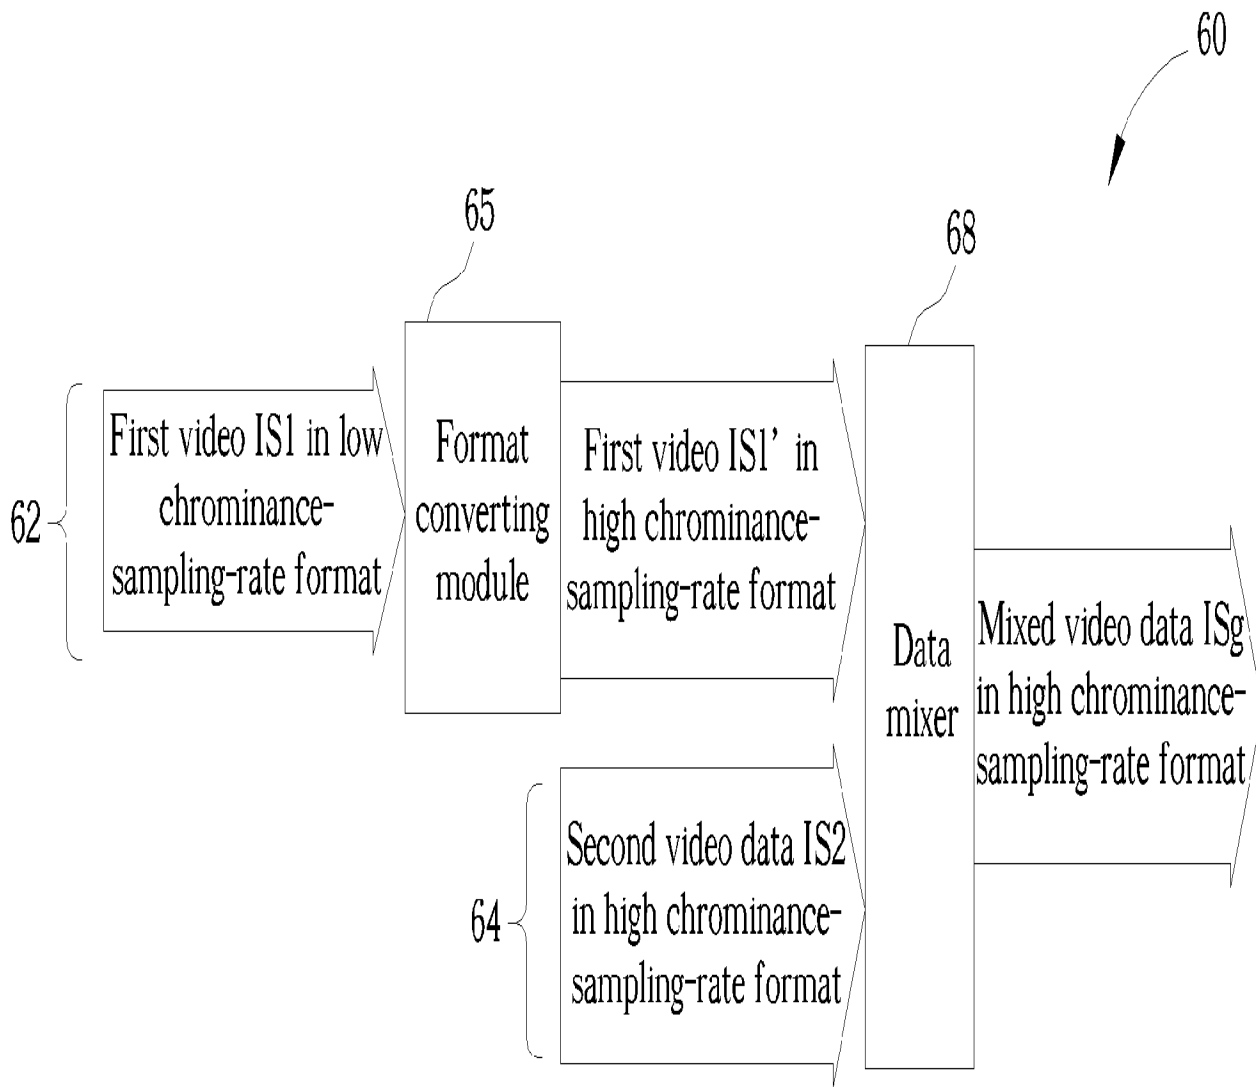 60
65
68
62
First video IS1 in low
chrominance-
sampling-rate format
Format
converting
module
First video IS1' in
high chrominance-
sampling-rate format
Data
mixer
Mixed video data ISg
in high chrominance-
sampling-rate format
64
Second video data IS2
in high chrominance-
sampling-rate format